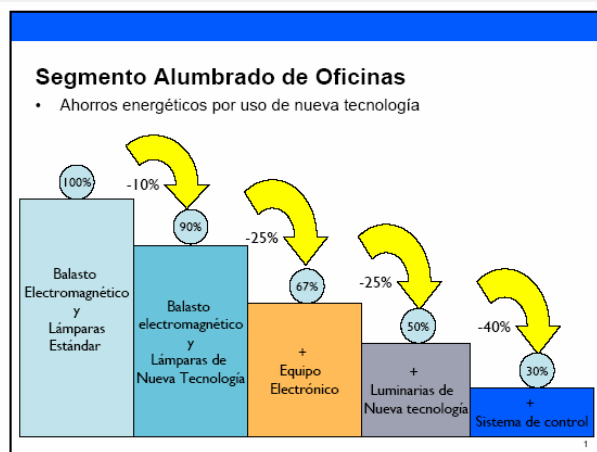 Segmento Alumbrado de Oficinas
• Ahorros energéticos por uso de nueva tecnología
100%
-10%
90%
-25%
67%
-25%
50%
-40%
30%
Balasto
Electromagnético
y
Lámparas
Estándar
Balasto
electromagnético
y
Lámparas de
Nueva Tecnología
+
Equipo
Electrónico
+
Luminarias de
Nueva tecnología
+
Sistema de control
1